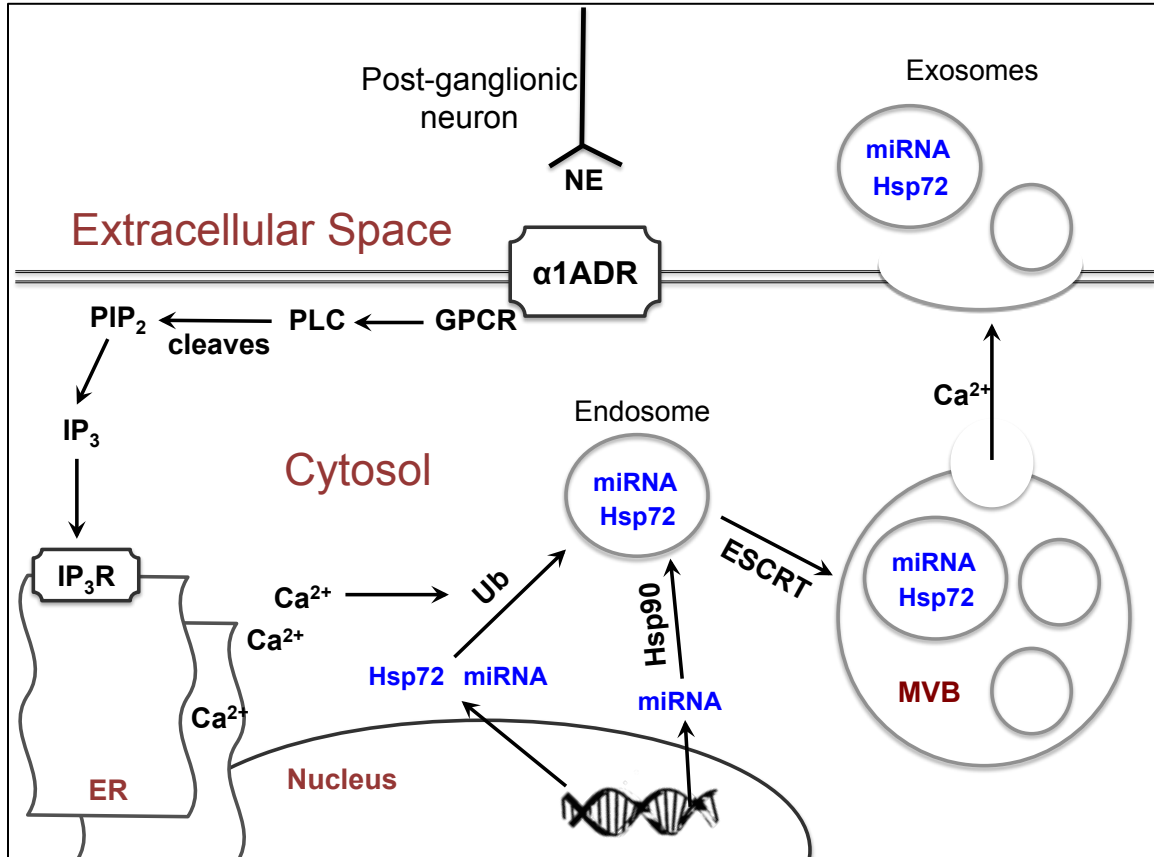 Post-ganglionic
neuron
NE
Exosomes
miRNA
Hsp72
Extracellular Space
α1ADR
PIP₂
cleaves
PLC
GPCR
IP₃
Cytosol
Endosome
miRNA
Hsp72
Ca²⁺
ESCRT
IP₃R
Ca²⁺
Ca²⁺
Ca²⁺
Ub
Hsp90
Hsp72 miRNA
miRNA
miRNA
Hsp72
MVB
ER
Nucleus